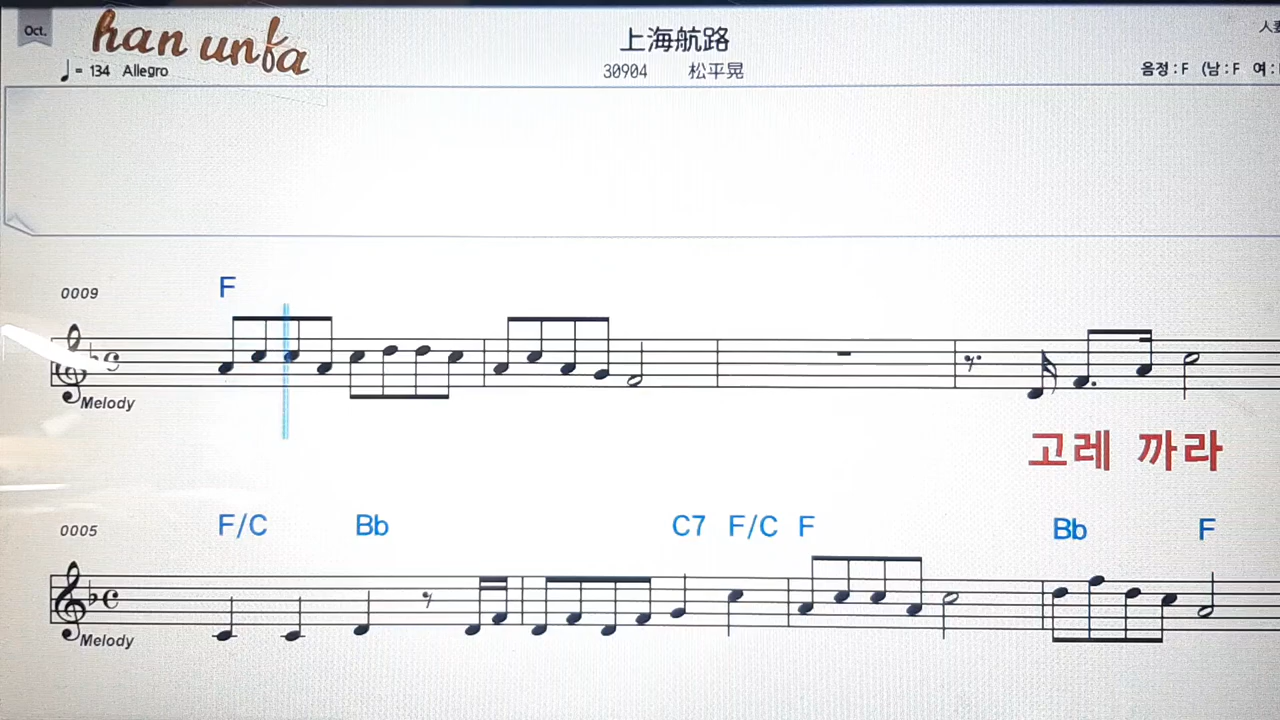 Oct.
han unfa
= 134 Allegro
上海航路
30904 松平晃
음정 : F (남 : F 여 :
0009
F
Melody
고레 까라
0005
F/C Bb C7 F/C F Bb F
Melody